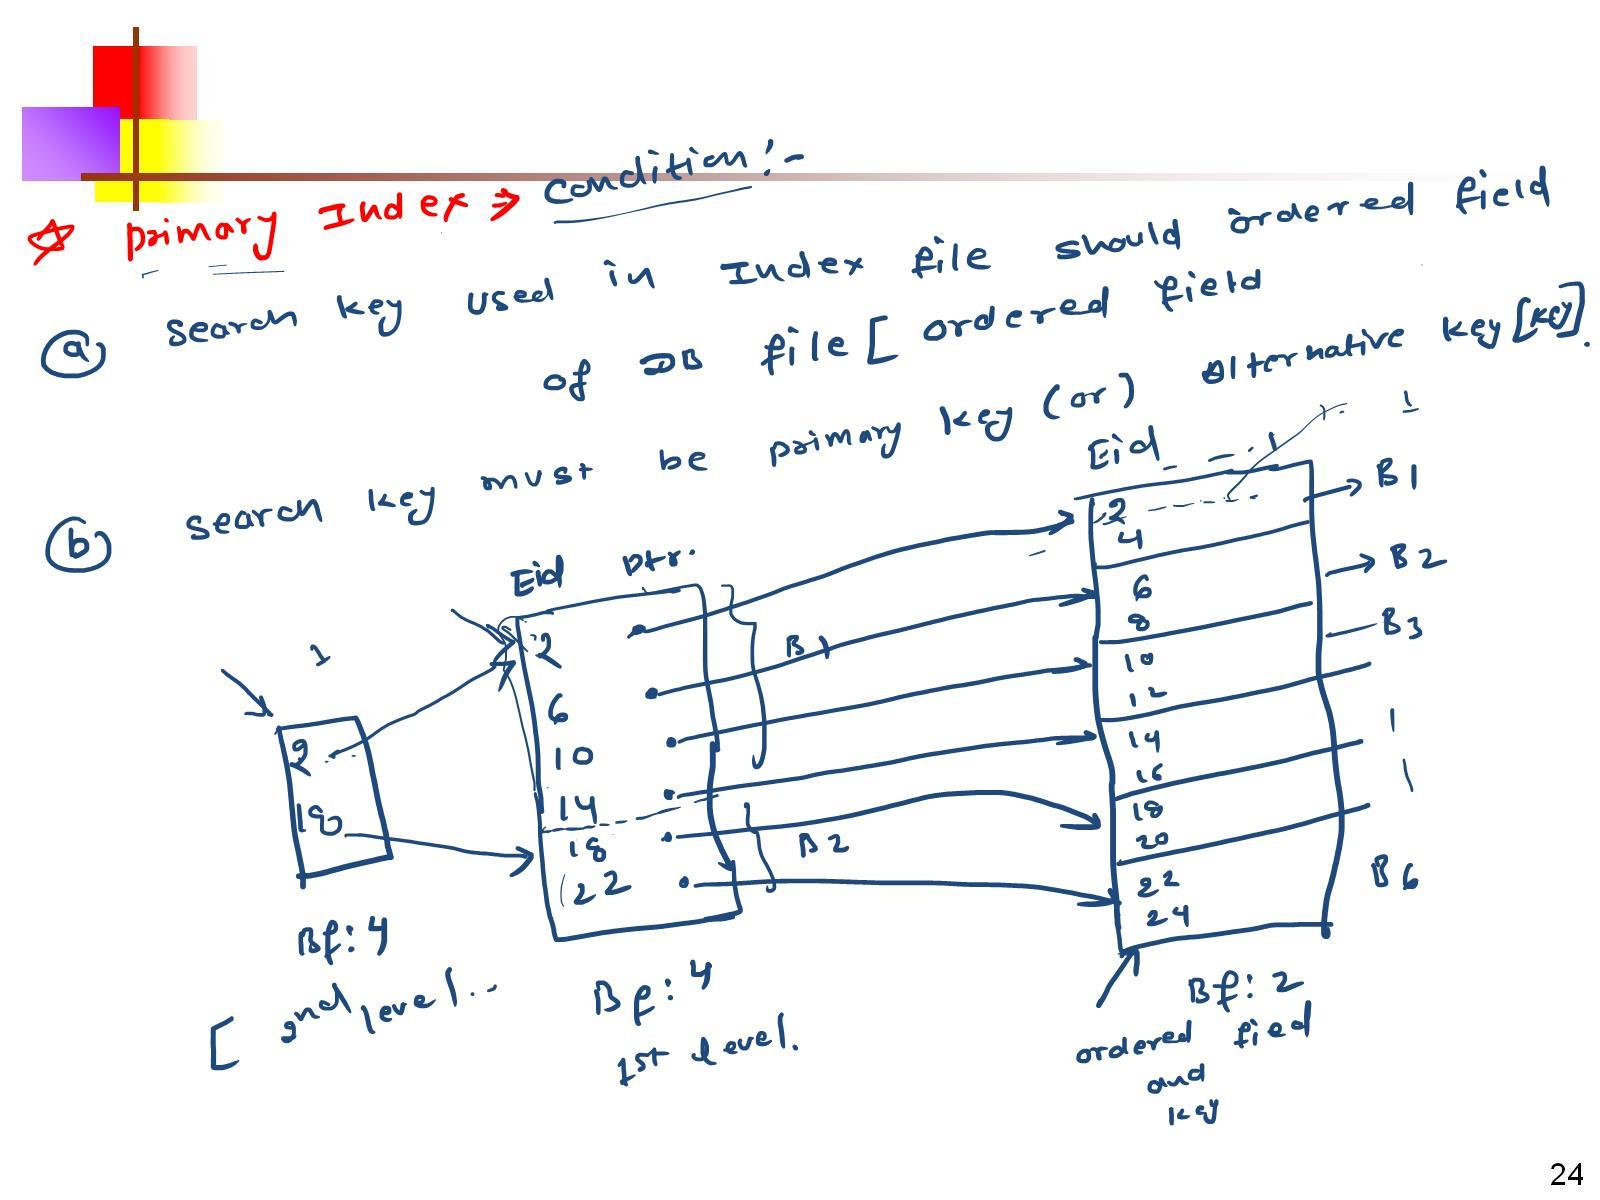 ☆ primary Index ⇒ condition:-
ⓐ search key used in Index file should ordered field
of DB file [ ordered field
ⓑ search key must be primary key (or) Alternative key [key].
Eid
1
2
4
6
8
10
12
14
16
18
20
22
24
B1
B2
B3
B6
Bf: 2
ordered fied
and
key
Eid ptr.
2
6
10
14
18
22
B1
B2
Bf: 4
1st level.
1
2
18
Bf: 4
[ 2nd level..
24